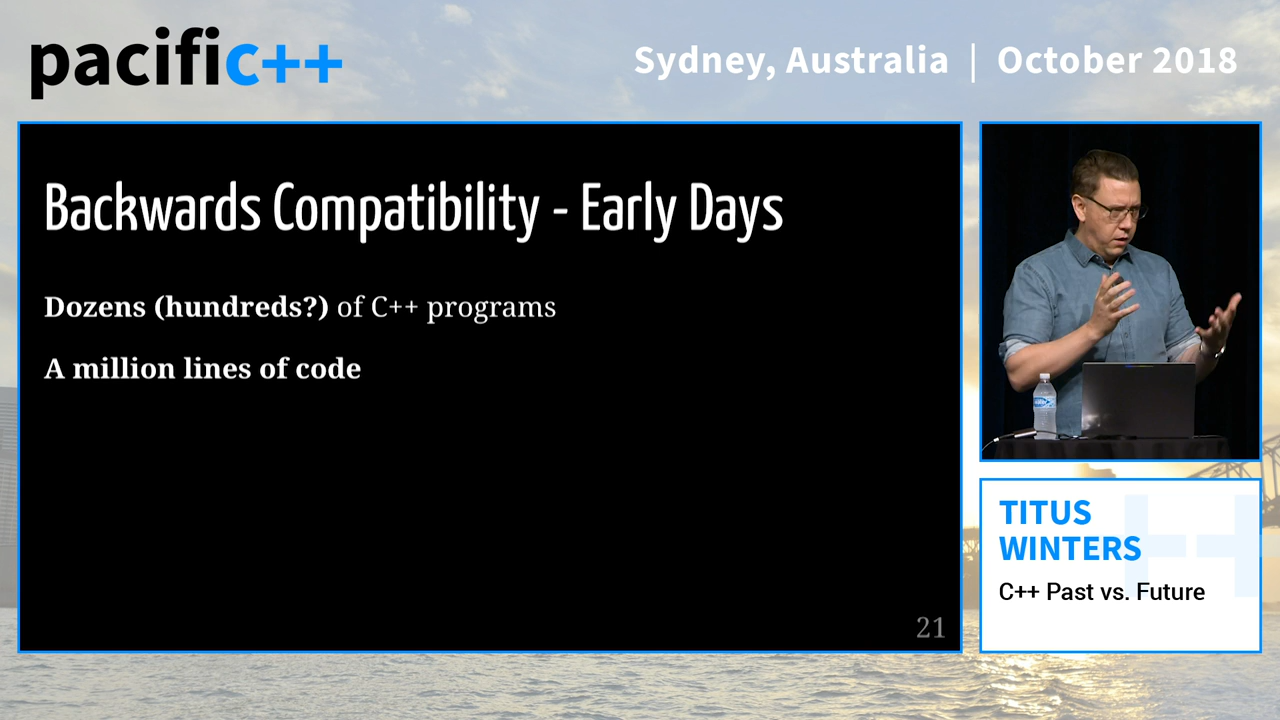 pacific++
Sydney, Australia | October 2018
Backwards Compatibility - Early Days
Dozens (hundreds?) of C++ programs
A million lines of code
21
TITUS
WINTERS
C++ Past vs. Future